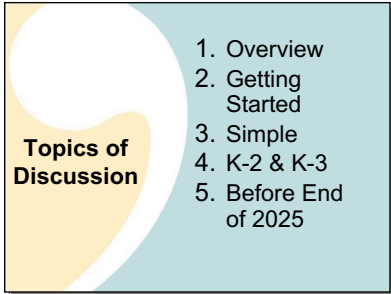 Topics of
Discussion
1. Overview
2. Getting
Started
3. Simple
4. K-2 & K-3
5. Before End
of 2025